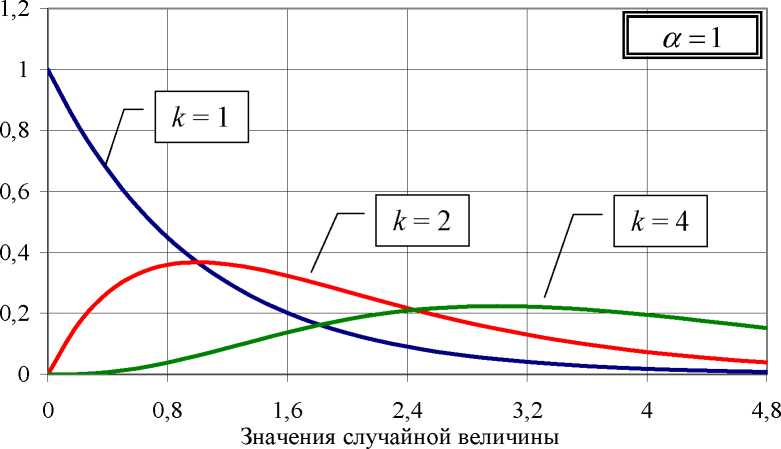 1,2
α = 1
1
k = 1
0,8
0,6
k = 2
k = 4
0,4
0,2
0
0 0,8 1,6 2,4 3,2 4 4,8
Значения случайной величины